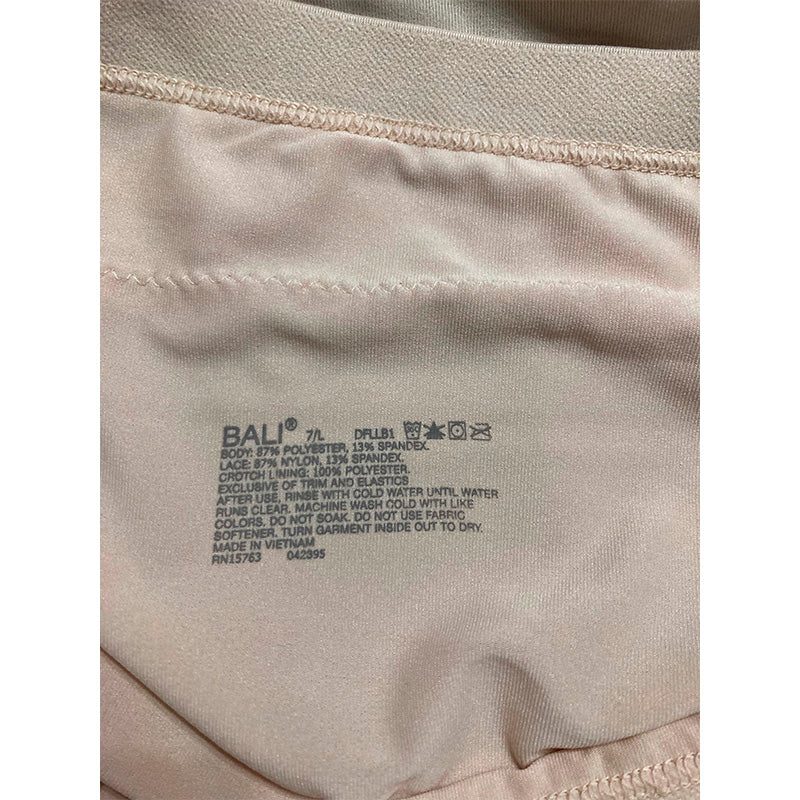 BALI® 7/L DFLLB1
BODY: 87% POLYESTER, 13% SPANDEX.
LACE: 87% NYLON, 13% SPANDEX.
CROTCH LINING: 100% POLYESTER.
EXCLUSIVE OF TRIM AND ELASTICS
AFTER USE, RINSE WITH COLD WATER UNTIL WATER
RUNS CLEAR. MACHINE WASH COLD WITH LIKE
COLORS. DO NOT SOAK. DO NOT USE FABRIC
SOFTENER. TURN GARMENT INSIDE OUT TO DRY.
MADE IN VIETNAM
RN15763 042395